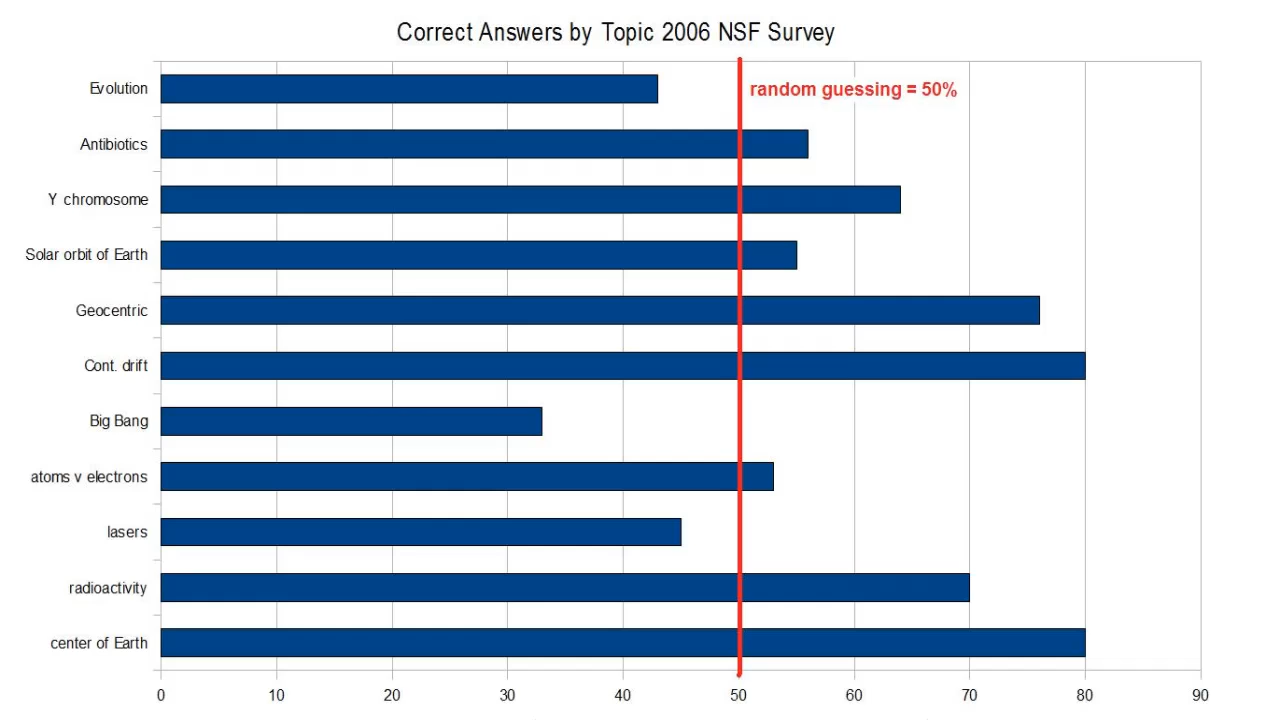 Correct Answers by Topic 2006 NSF Survey
Evolution
random guessing = 50%
Antibiotics
Y chromosome
Solar orbit of Earth
Geocentric
Cont. drift
Big Bang
atoms v electrons
lasers
radioactivity
center of Earth
0 10 20 30 40 50 60 70 80 90